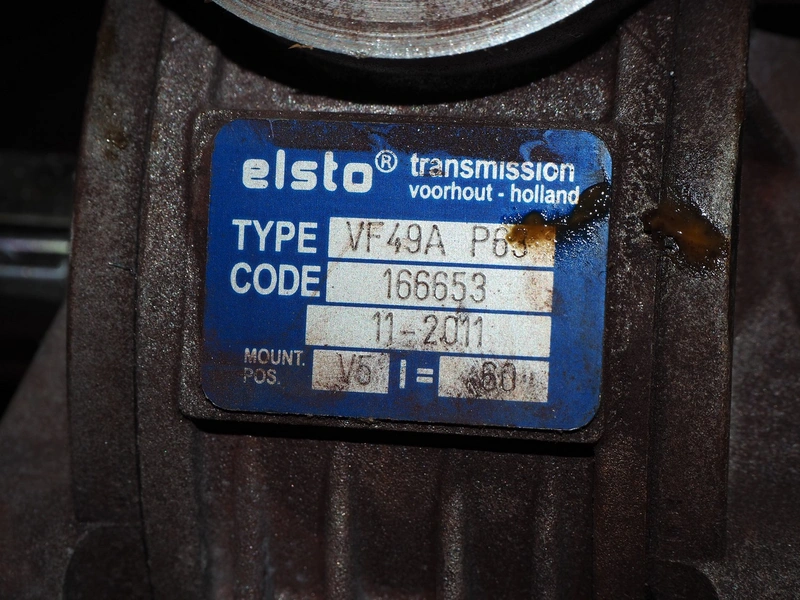 elsto® transmission
voorhout - holland
TYPE VF49A P63
CODE 166653
11-2011
MOUNT. POS. V5 I = 60